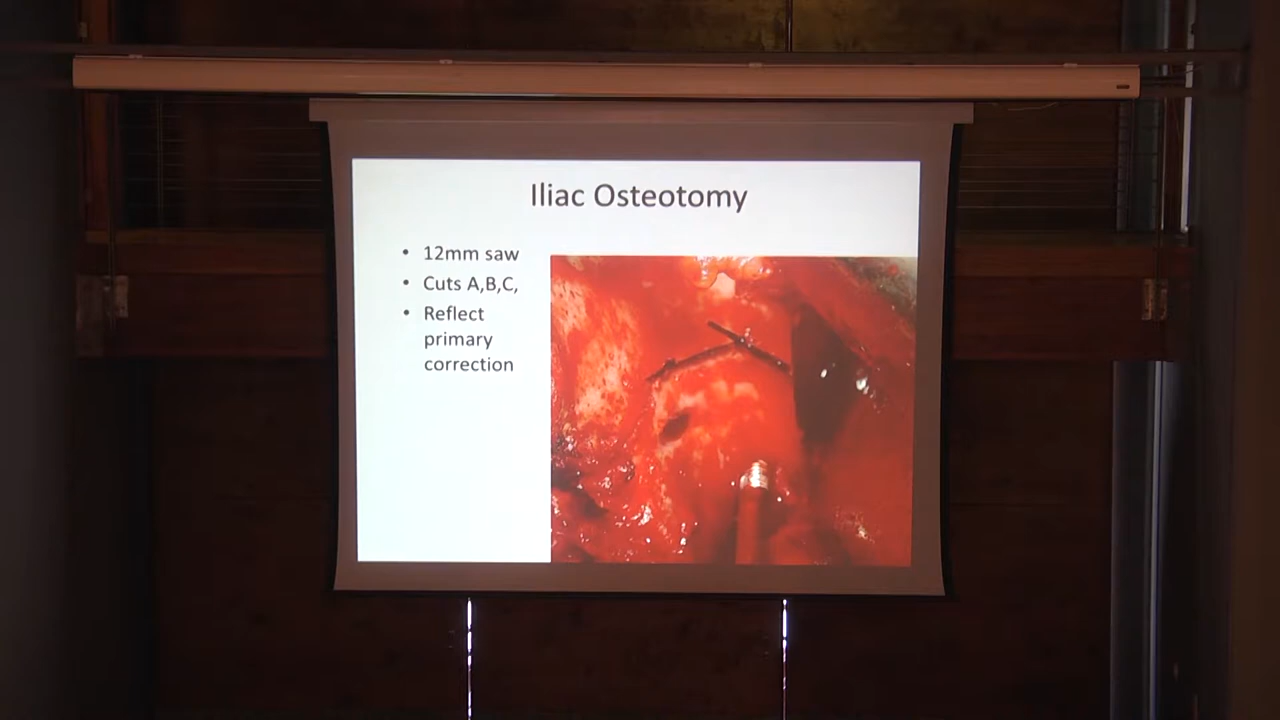 Iliac Osteotomy
• 12mm saw
• Cuts A,B,C,
• Reflect
primary
correction